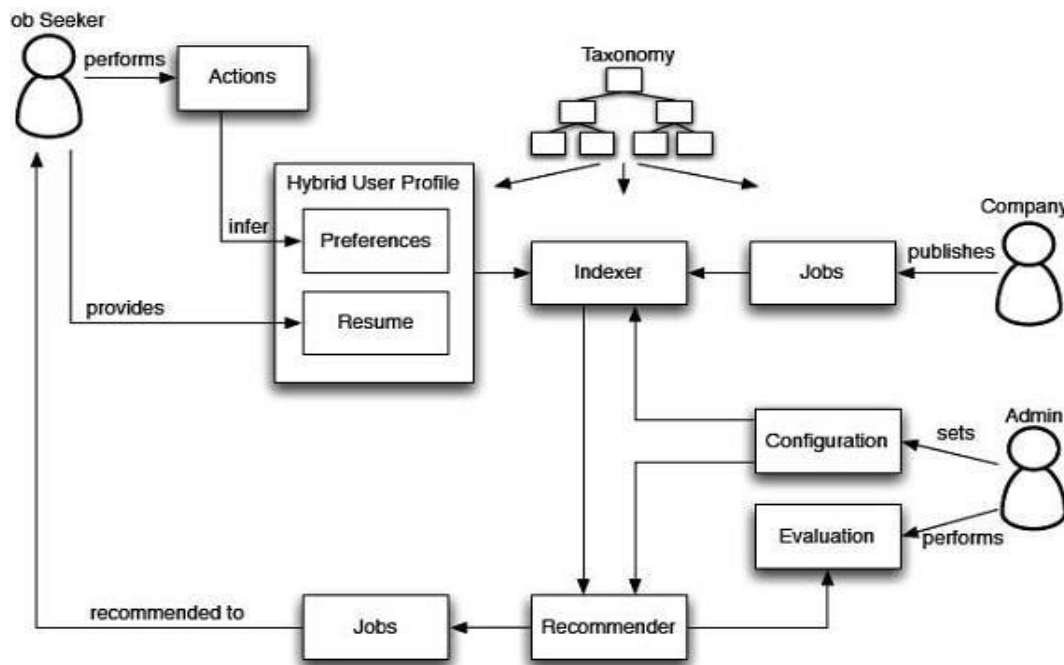 ob Seeker
performs
Actions
Taxonomy
Hybrid User Profile
infer
Preferences
Company
publishes
Indexer
Jobs
provides
Resume
Admin
Configuration
sets
Evaluation
performs
recommended to
Jobs
Recommender